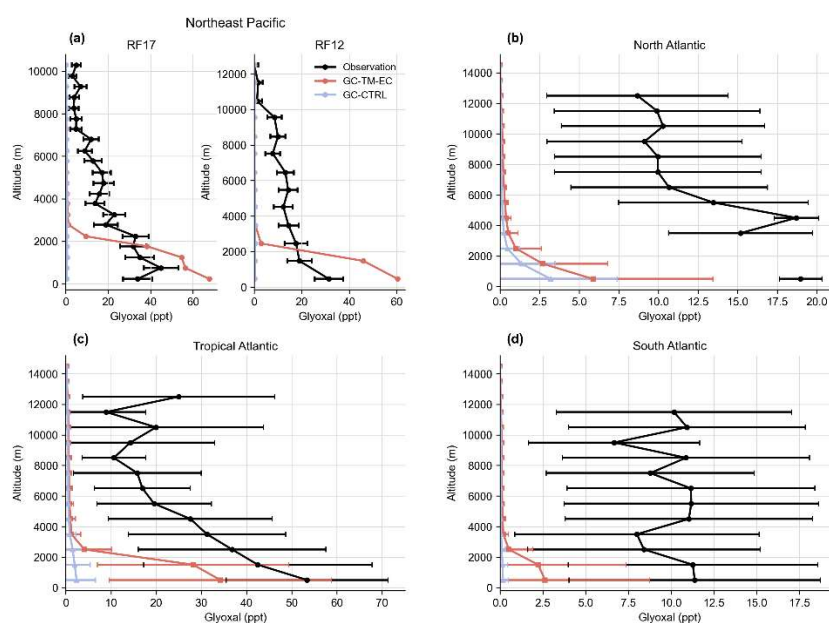 Northeast Pacific
(a)
RF17
RF12
Observation
GC-TM-EC
GC-CTRL
Altitude (m)
10000
8000
6000
4000
2000
0
0 20 40 60
Glyoxal (ppt)
Altitude (m)
12000
10000
8000
6000
4000
2000
0
0 20 40 60
Glyoxal (ppt)
(b)
North Atlantic
Altitude (m)
14000
12000
10000
8000
6000
4000
2000
0
0.0 2.5 5.0 7.5 10.0 12.5 15.0 17.5 20.0
Glyoxal (ppt)
(c)
Tropical Atlantic
Altitude (m)
14000
12000
10000
8000
6000
4000
2000
0
0 10 20 30 40 50 60 70
Glyoxal (ppt)
(d)
South Atlantic
Altitude (m)
14000
12000
10000
8000
6000
4000
2000
0
0.0 2.5 5.0 7.5 10.0 12.5 15.0 17.5
Glyoxal (ppt)